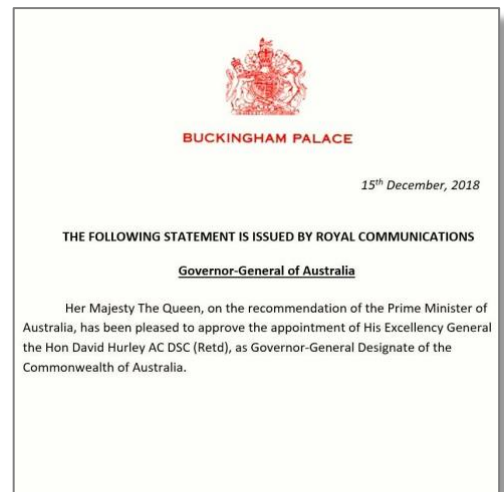 BUCKINGHAM PALACE
15th December, 2018
THE FOLLOWING STATEMENT IS ISSUED BY ROYAL COMMUNICATIONS
Governor-General of Australia
Her Majesty The Queen, on the recommendation of the Prime Minister of
Australia, has been pleased to approve the appointment of His Excellency General
the Hon David Hurley AC DSC (Retd), as Governor-General Designate of the
Commonwealth of Australia.